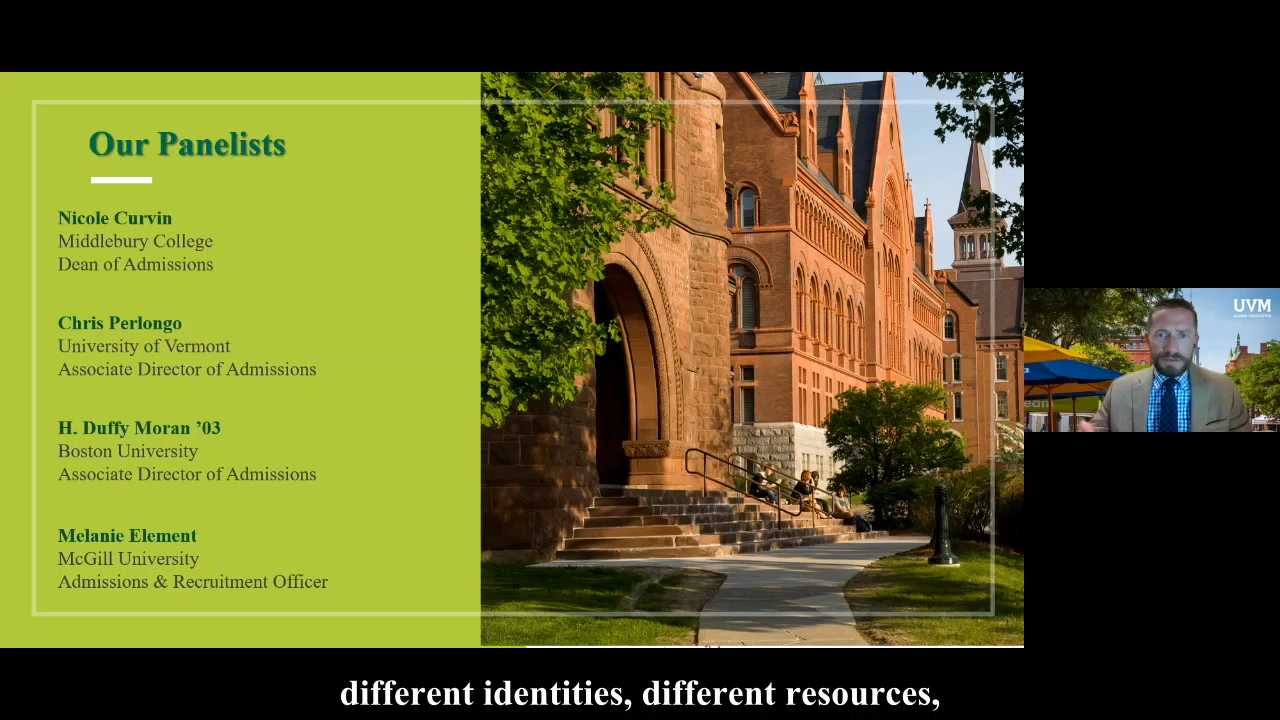 Our Panelists
Nicole Curvin
Middlebury College
Dean of Admissions
Chris Perlongo
University of Vermont
Associate Director of Admissions
H. Duffy Moran ’03
Boston University
Associate Director of Admissions
Melanie Element
McGill University
Admissions & Recruitment Officer
UVM
different identities, different resources,